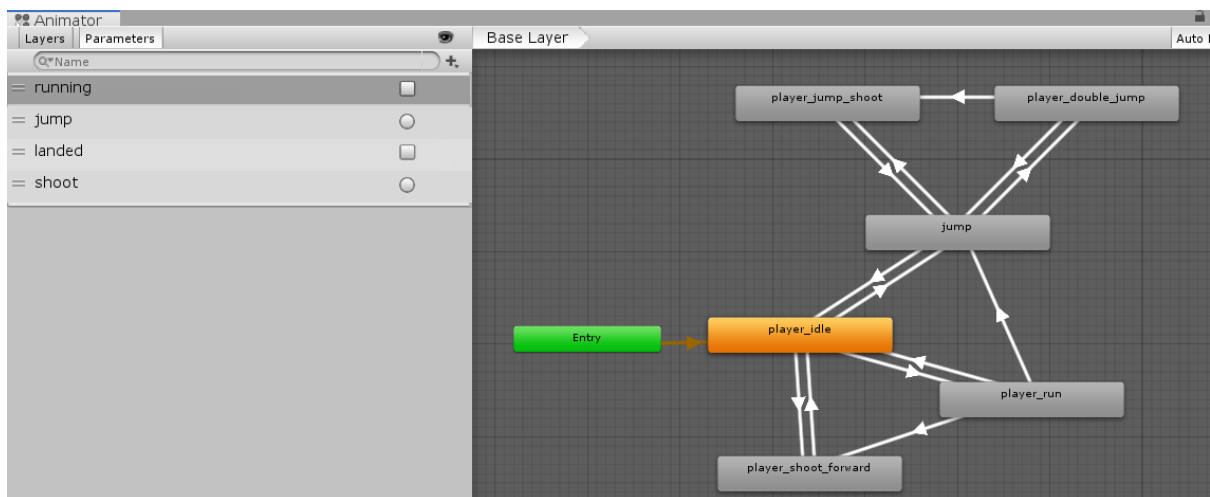 Animator
Layers Parameters
Name
running
jump
landed
shoot
Base Layer
Auto
player_jump_shoot
player_double_jump
jump
player_idle
Entry
player_run
player_shoot_forward